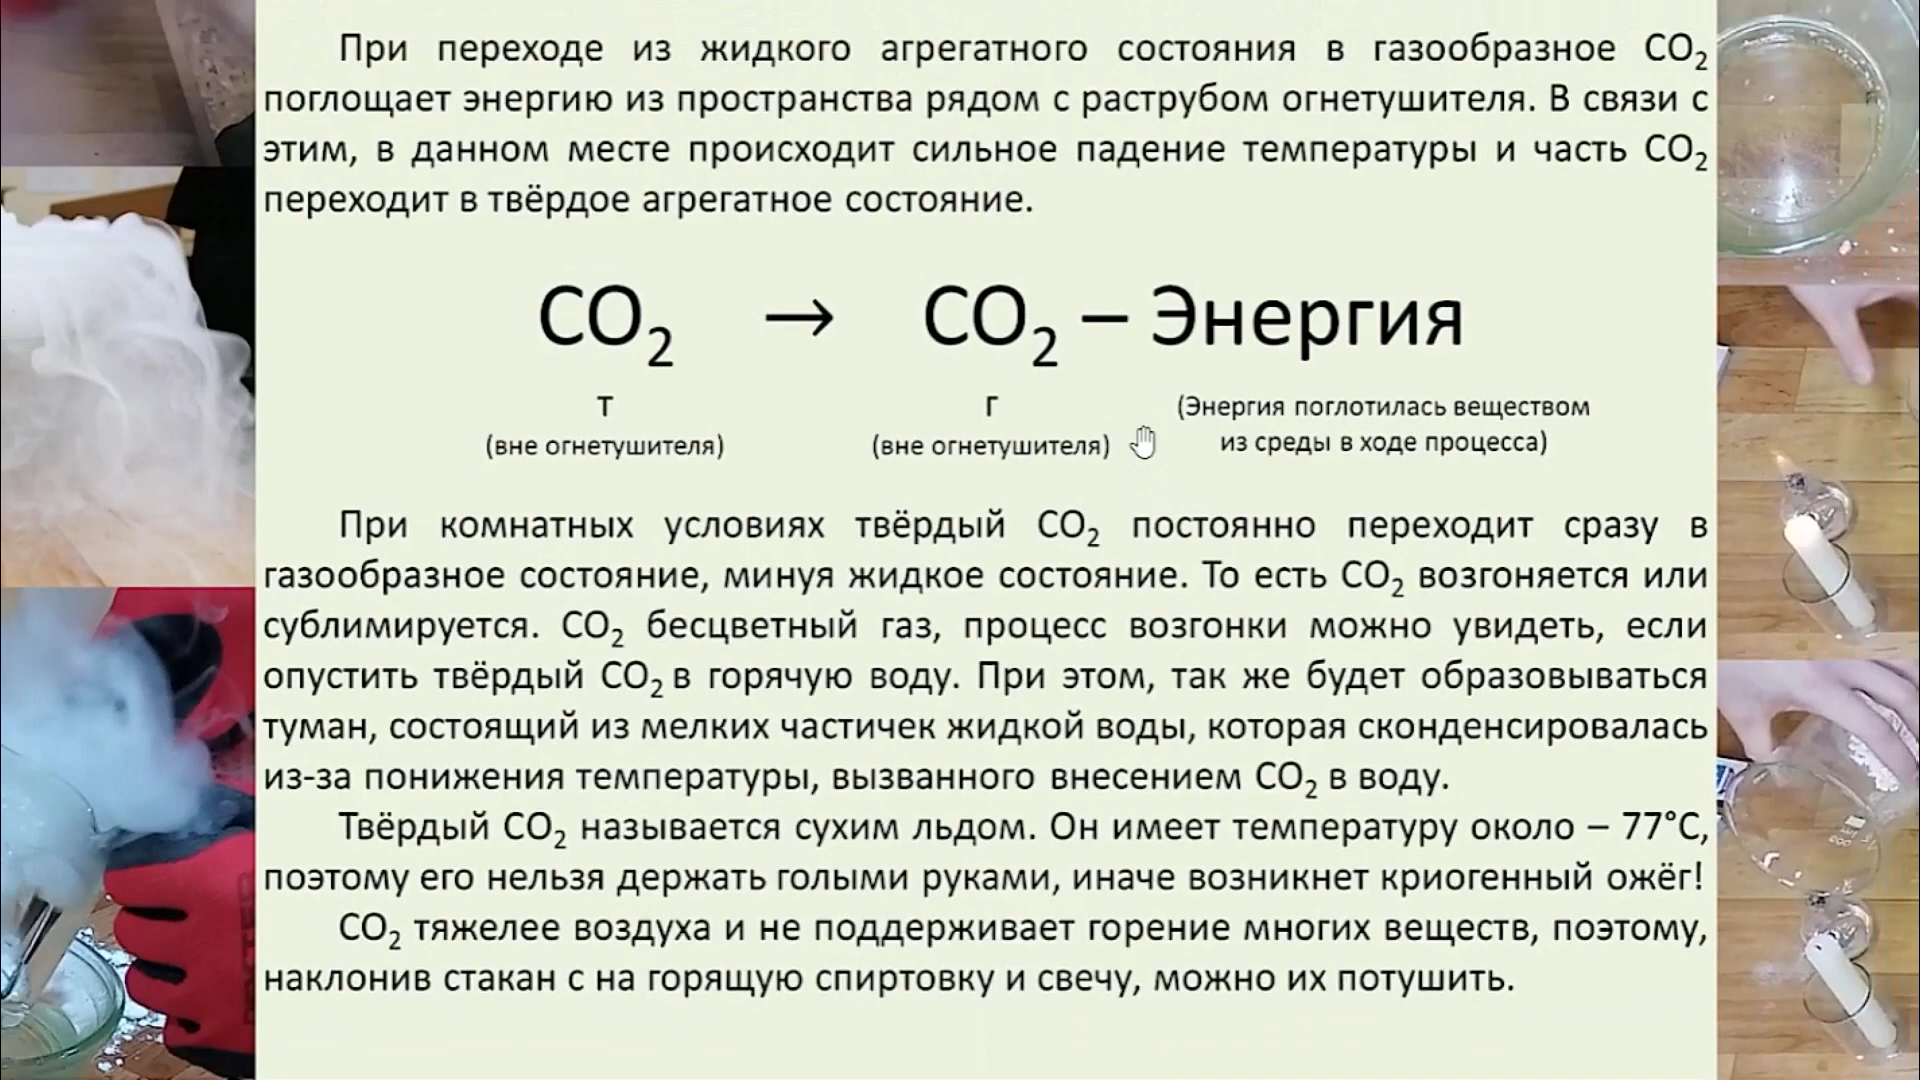 При переходе из жидкого агрегатного состояния в газообразное CO₂
поглощает энергию из пространства рядом с раструбом огнетушителя. В связи с
этим, в данном месте происходит сильное падение температуры и часть CO₂
переходит в твёрдое агрегатное состояние.
CO₂ → CO₂ – Энергия
т г (Энергия поглотилась веществом
(вне огнетушителя) (вне огнетушителя) из среды в ходе процесса)
При комнатных условиях твёрдый CO₂ постоянно переходит сразу в
газообразное состояние, минуя жидкое состояние. То есть CO₂ возгоняется или
сублимируется. CO₂ бесцветный газ, процесс возгонки можно увидеть, если
опустить твёрдый CO₂ в горячую воду. При этом, так же будет образовываться
туман, состоящий из мелких частичек жидкой воды, которая сконденсировалась
из-за понижения температуры, вызванного внесением CO₂ в воду.
Твёрдый CO₂ называется сухим льдом. Он имеет температуру около – 77°С,
поэтому его нельзя держать голыми руками, иначе возникнет криогенный ожёг!
CO₂ тяжелее воздуха и не поддерживает горение многих веществ, поэтому,
наклонив стакан с на горящую спиртовку и свечу, можно их потушить.